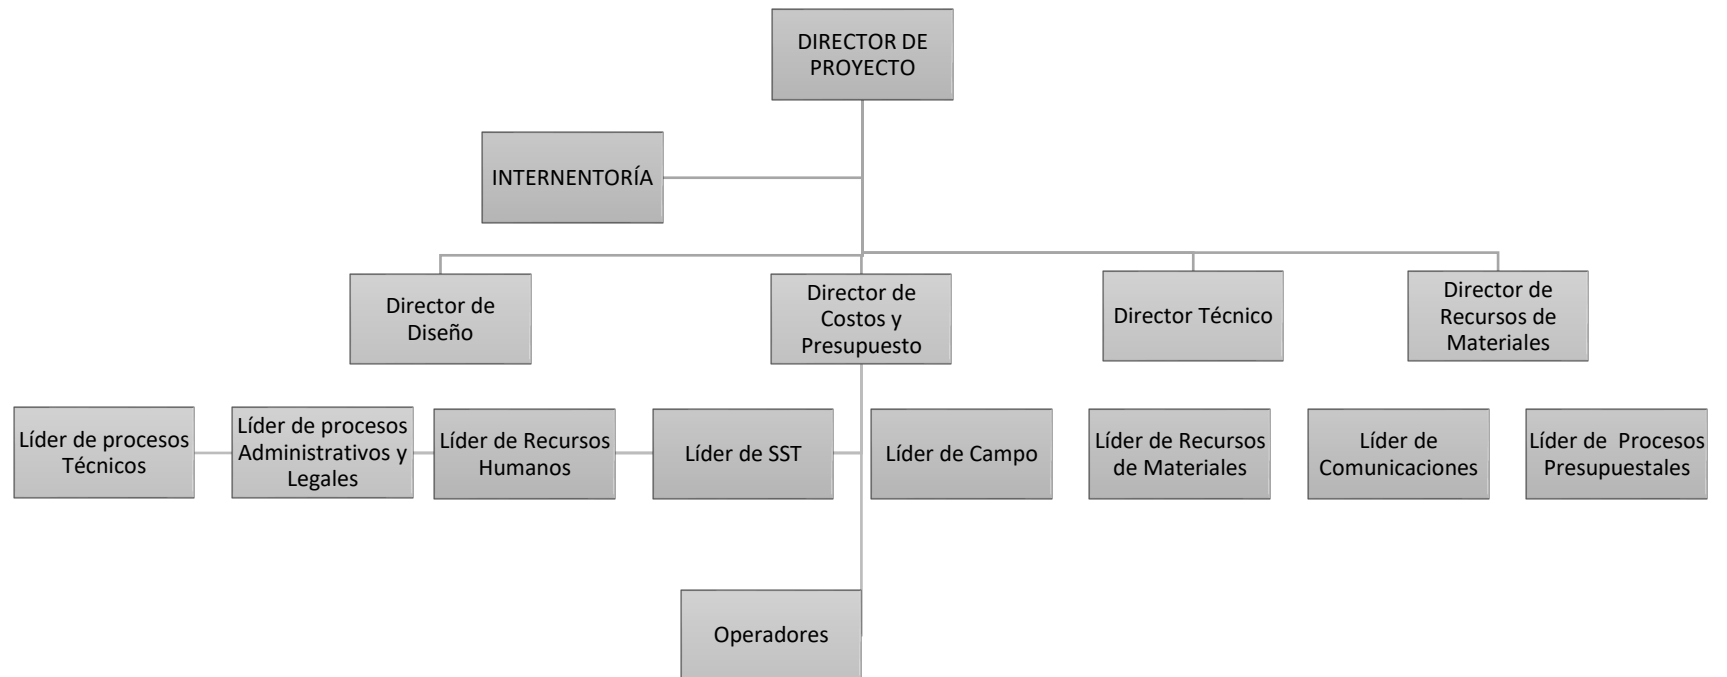 DIRECTOR DE
PROYECTO
INTERNENTORÍA
Director de
Diseño
Director de
Costos y
Presupuesto
Director Técnico
Director de
Recursos de
Materiales
Líder de procesos
Técnicos
Líder de procesos
Administrativos y
Legales
Líder de Recursos
Humanos
Líder de SST
Líder de Campo
Líder de Recursos
de Materiales
Líder de
Comunicaciones
Líder de  Procesos
Presupuestales
Operadores